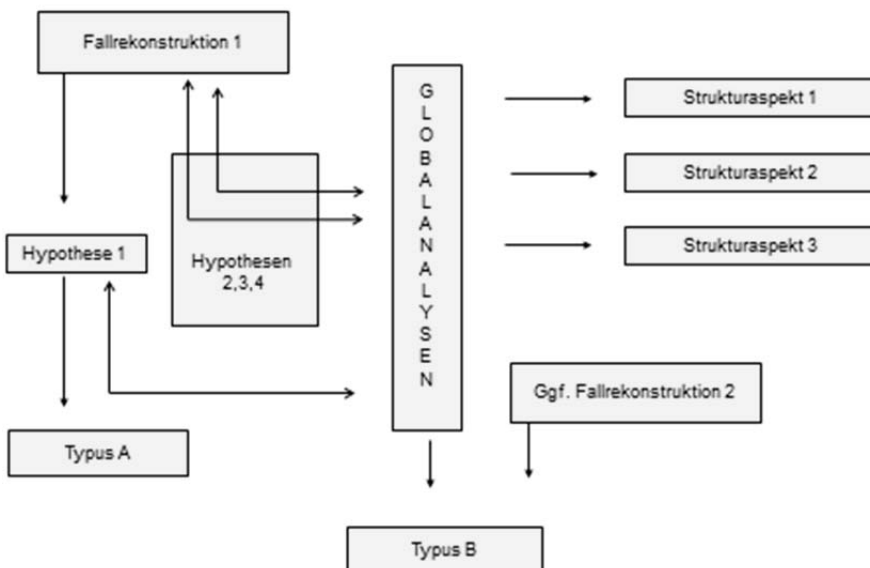 Fallrekonstruktion 1
GLOBALANALYSEN
Strukturaspekt 1
Strukturaspekt 2
Strukturaspekt 3
Hypothese 1
Hypothesen
2,3,4
Ggf. Fallrekonstruktion 2
Typus A
Typus B